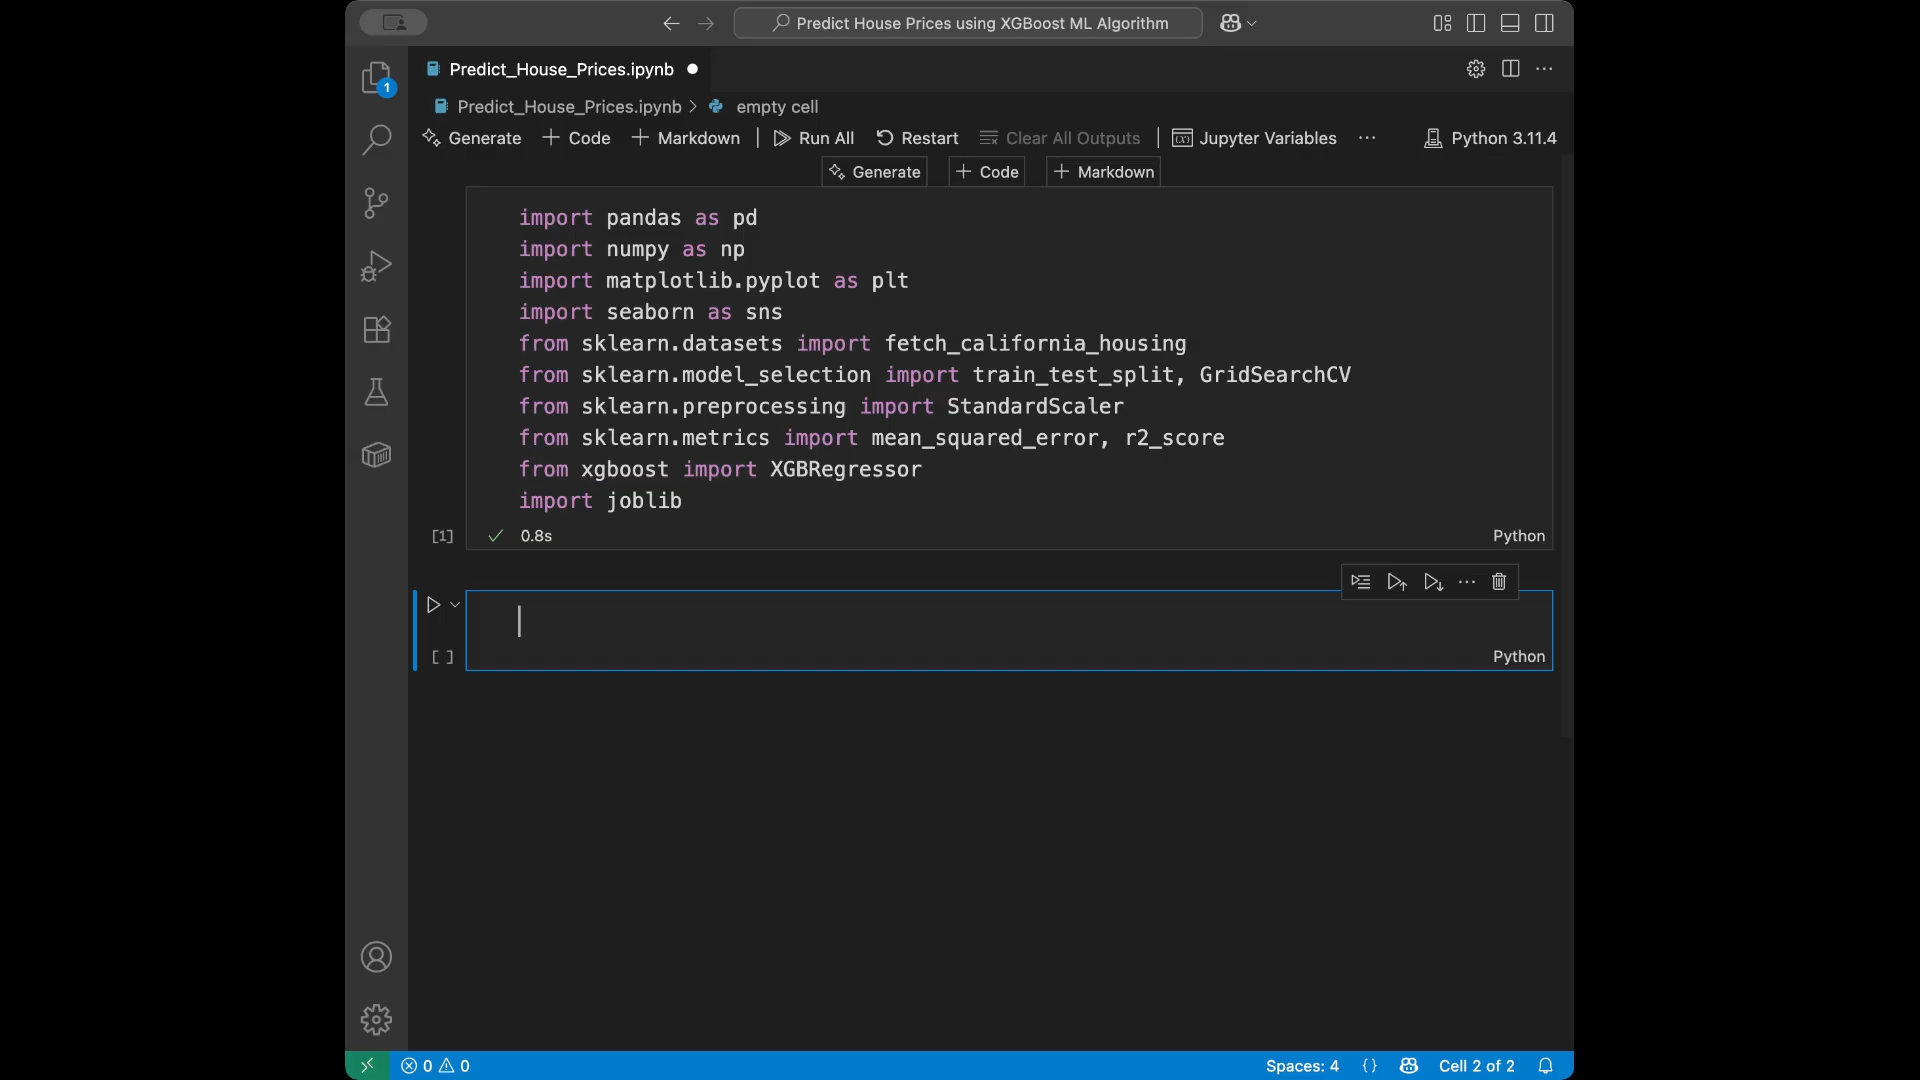 Predict House Prices using XGBoost ML Algorithm
Predict_House_Prices.ipynb
1
Predict_House_Prices.ipynb > empty cell
Generate + Code + Markdown | Run All Restart Clear All Outputs | Jupyter Variables ··· Python 3.11.4
Generate + Code + Markdown
import pandas as pd
import numpy as np
import matplotlib.pyplot as plt
import seaborn as sns
from sklearn.datasets import fetch_california_housing
from sklearn.model_selection import train_test_split, GridSearchCV
from sklearn.preprocessing import StandardScaler
from sklearn.metrics import mean_squared_error, r2_score
from xgboost import XGBRegressor
import joblib
[1] ✓ 0.8s Python
[ ] Python
0 0 Spaces: 4 {} Cell 2 of 2